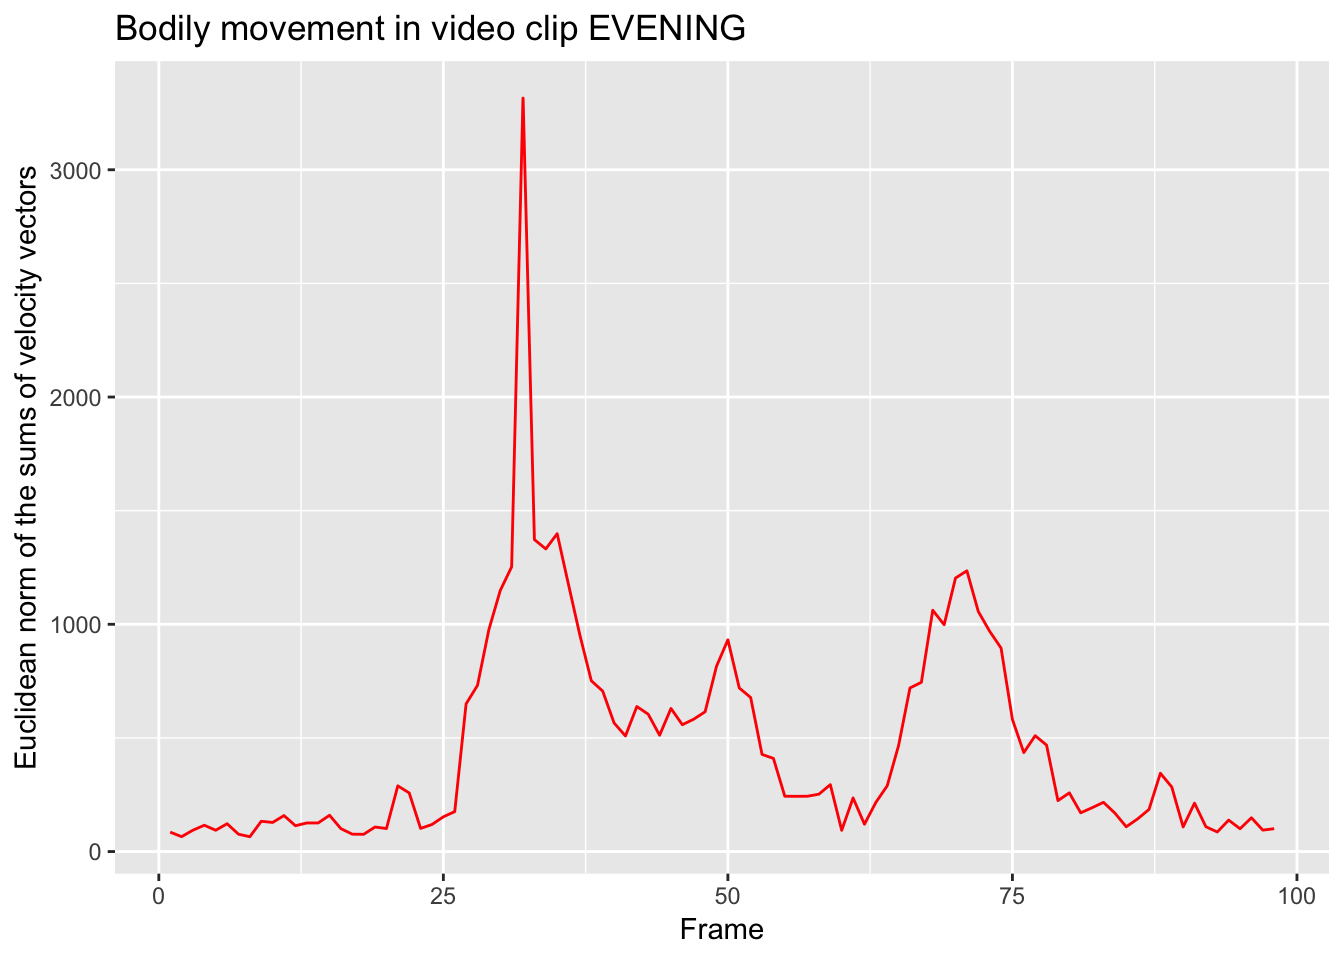 Bodily movement in video clip EVENING
Euclidean norm of the sums of velocity vectors
3000
2000
1000
0
0 25 50 75 100
Frame